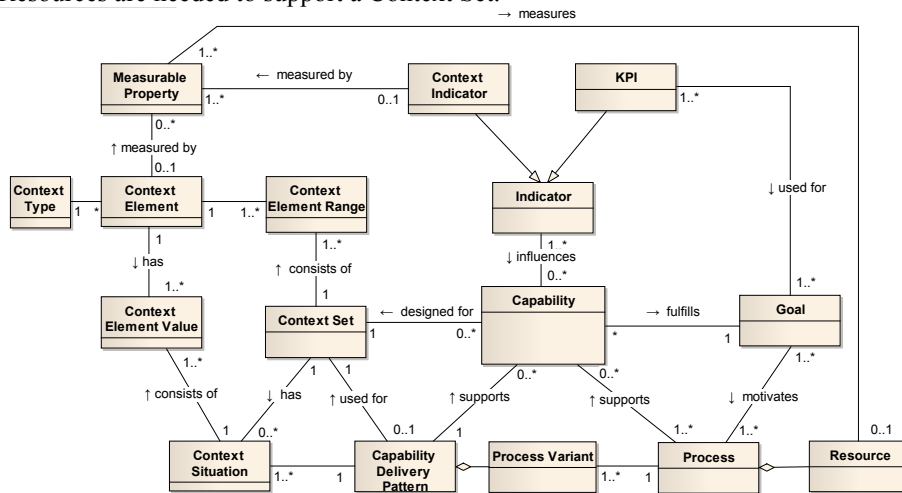 Resources are needed to support a Context Set.
→ measures
1..*
Measurable
Property
← measured by
Context
Indicator
KPI
1..*
0..1
1..*
0..*
↑ measured by
0..1
Context
Type
1
*
Context
Element
1
1..*
Context
Element Range
Indicator
↓ used for
1
↓ has
1..*
1..*
↑ consists of
1
1..*
↓ influences
0..*
1..*
Context
Element Value
Context Set
← designed for
1
0..*
Capability
→ fulfills
*
1
Goal
1..*
1
1
0..*
0..*
1..*
↑ consists of
↓ has
↑ used for
↑ supports
↑ supports
↓ motivates
1
0..*
0..1
1
1..*
1..*
0..1
Context
Situation
1..*
1
Capability
Delivery
Pattern
Process Variant
1..*
1
Process
Resource